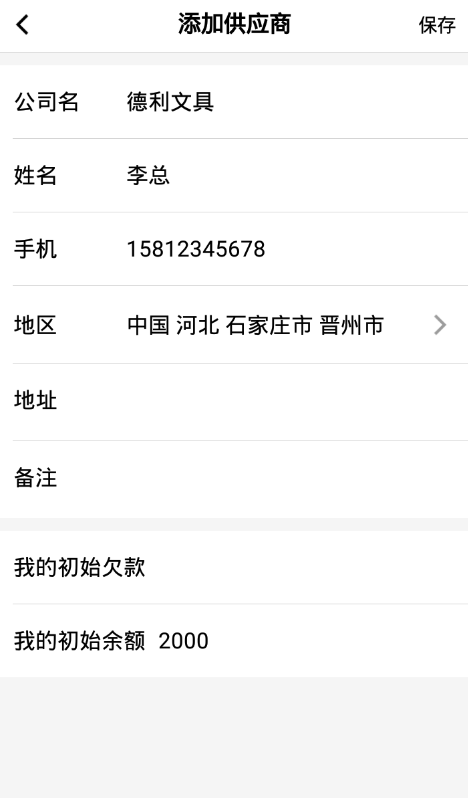 添加供应商 保存
公司名 德利文具
姓名 李总
手机 15812345678
地区 中国 河北 石家庄市 晋州市
地址
备注
我的初始欠款
我的初始余额 2000